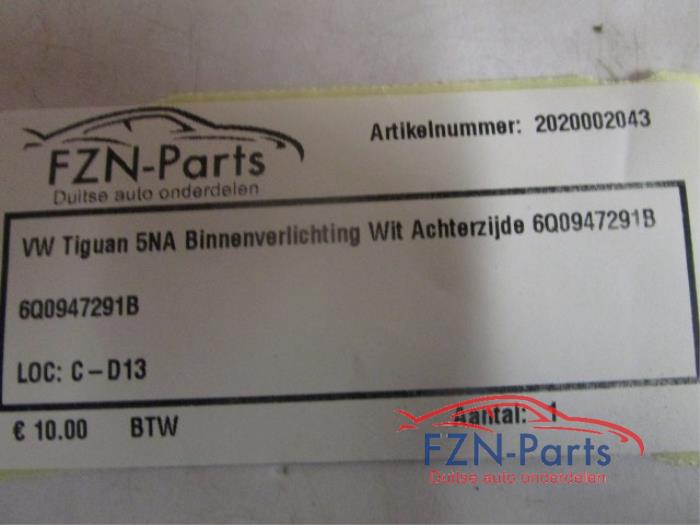 FZN-Parts
Duitse auto onderdelen
Artikelnummer: 2020002043
VW Tiguan 5NA Binnenverlichting Wit Achterzijde 6Q0947291B
6Q0947291B
LOC: C-D13
€ 10.00 BTW Aantal: 1
FZN-Parts
Duitse auto onderdelen